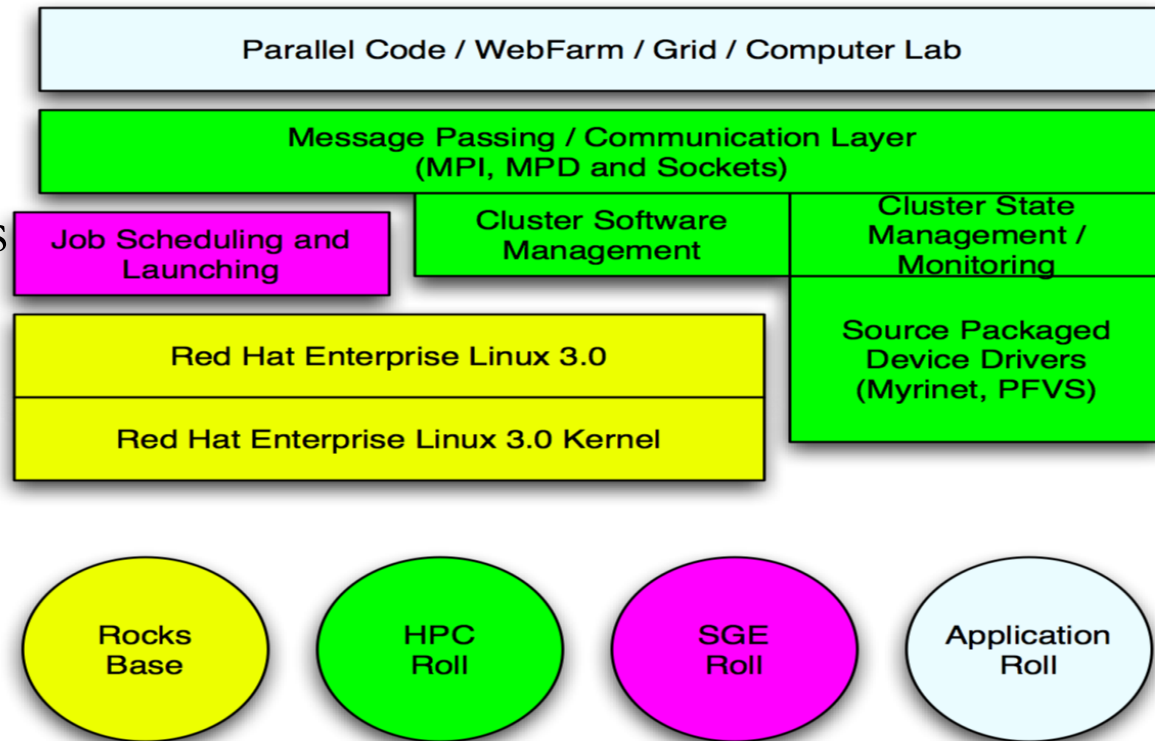 Parallel Code / WebFarm / Grid / Computer Lab
Message Passing / Communication Layer
(MPI, MPD and Sockets)
s
Job Scheduling and
Launching
Cluster Software
Management
Cluster State
Management /
Monitoring
Red Hat Enterprise Linux 3.0
Source Packaged
Device Drivers
(Myrinet, PFVS)
Red Hat Enterprise Linux 3.0 Kernel
Rocks
Base
HPC
Roll
SGE
Roll
Application
Roll